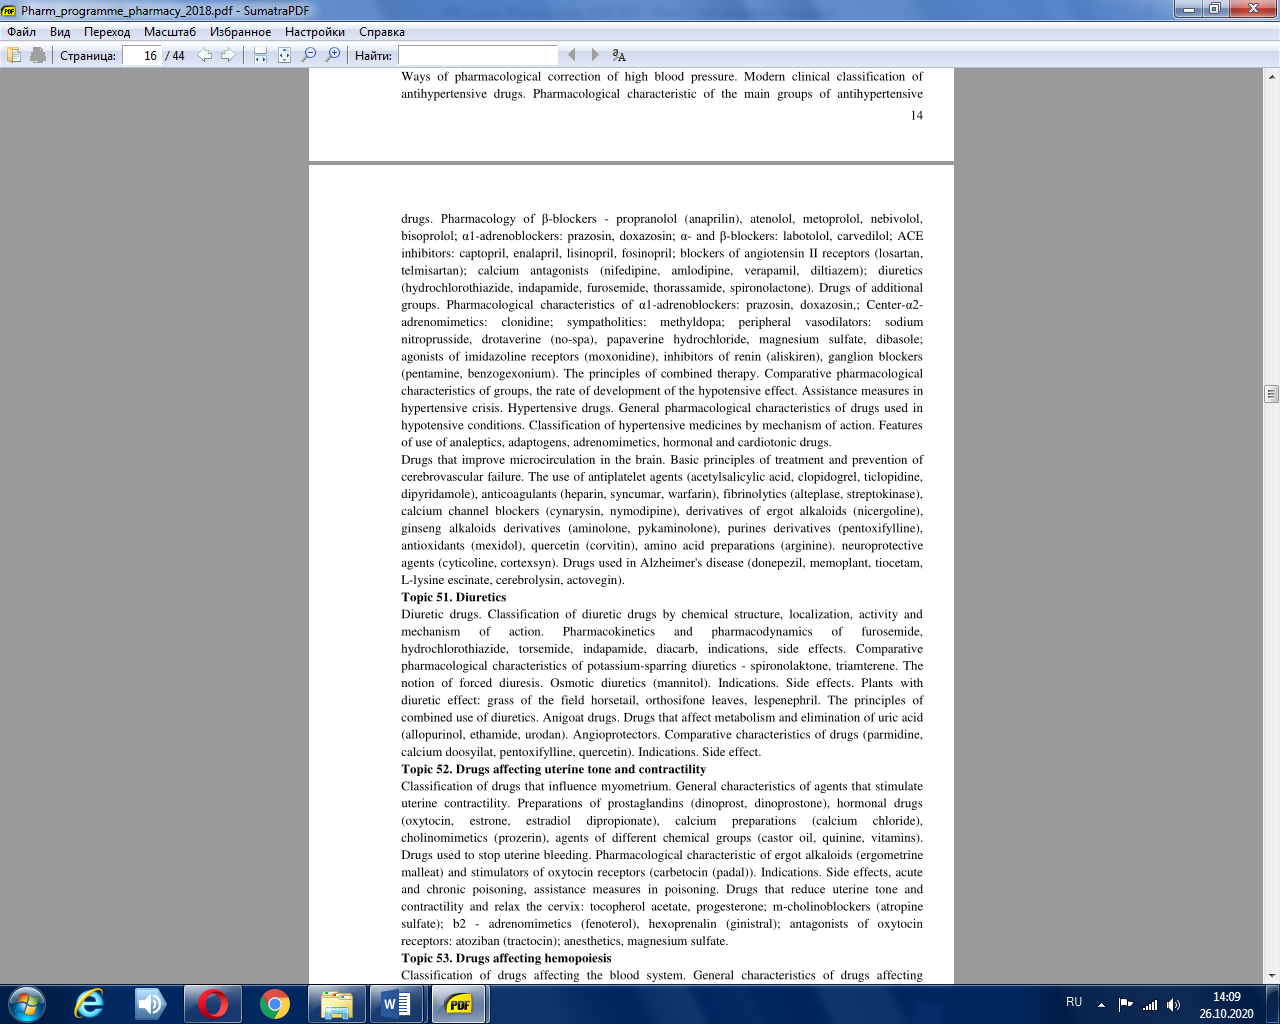 Pharm_programme_pharmacy_2018.pdf - SumatraPDF
Файл Вид Переход Масштаб Избранное Настройки Справка
Страница: 16 / 44 Найти:
Ways of pharmacological correction of high blood pressure. Modern clinical classification of
antihypertensive drugs. Pharmacological characteristic of the main groups of antihypertensive
14
drugs. Pharmacology of β-blockers - propranolol (anaprilin), atenolol, metoprolol, nebivolol,
bisoprolol; α1-adrenoblockers: prazosin, doxazosin; α- and β-blockers: labotolol, carvedilol; ACE
inhibitors: captopril, enalapril, lisinopril, fosinopril; blockers of angiotensin II receptors (losartan,
telmisartan); calcium antagonists (nifedipine, amlodipine, verapamil, diltiazem); diuretics
(hydrochlorothiazide, indapamide, furosemide, thorassamide, spironolactone). Drugs of additional
groups. Pharmacological characteristics of α1-adrenoblockers: prazosin, doxazosin,; Center-α2-
adrenomimetics: clonidine; sympatholitics: methyldopa; peripheral vasodilators: sodium
nitroprusside, drotaverine (no-spa), papaverine hydrochloride, magnesium sulfate, dibasole;
agonists of imidazoline receptors (moxonidine), inhibitors of renin (aliskiren), ganglion blockers
(pentamine, benzogexonium). The principles of combined therapy. Comparative pharmacological
characteristics of groups, the rate of development of the hypotensive effect. Assistance measures in
hypertensive crisis. Hypertensive drugs. General pharmacological characteristics of drugs used in
hypotensive conditions. Classification of hypertensive medicines by mechanism of action. Features
of use of analeptics, adaptogens, adrenomimetics, hormonal and cardiotonic drugs.
Drugs that improve microcirculation in the brain. Basic principles of treatment and prevention of
cerebrovascular failure. The use of antiplatelet agents (acetylsalicylic acid, clopidogrel, ticlopidine,
dipyridamole), anticoagulants (heparin, syncumar, warfarin), fibrinolytics (alteplase, streptokinase),
calcium channel blockers (cynarysin, nymodipine), derivatives of ergot alkaloids (nicergoline),
ginseng alkaloids derivatives (aminolone, pykaminolone), purines derivatives (pentoxifylline),
antioxidants (mexidol), quercetin (corvitin), amino acid preparations (arginine). neuroprotective
agents (cyticoline, cortexsyn). Drugs used in Alzheimer's disease (donepezil, memoplant, tiocetam,
L-lysine escinate, cerebrolysin, actovegin).
Topic 51. Diuretics
Diuretic drugs. Classification of diuretic drugs by chemical structure, localization, activity and
mechanism of action. Pharmacokinetics and pharmacodynamics of furosemide,
hydrochlorothiazide, torsemide, indapamide, diacarb, indications, side effects. Comparative
pharmacological characteristics of potassium-sparring diuretics - spironolaktone, triamterene. The
notion of forced diuresis. Osmotic diuretics (mannitol). Indications. Side effects. Plants with
diuretic effect: grass of the field horsetail, orthosifone leaves, lespenephril. The principles of
combined use of diuretics. Anigoat drugs. Drugs that affect metabolism and elimination of uric acid
(allopurinol, ethamide, urodan). Angioprotectors. Comparative characteristics of drugs (parmidine,
calcium doosyilat, pentoxifylline, quercetin). Indications. Side effect.
Topic 52. Drugs affecting uterine tone and contractility
Classification of drugs that influence myometrium. General characteristics of agents that stimulate
uterine contractility. Preparations of prostaglandins (dinoprost, dinoprostone), hormonal drugs
(oxytocin, estrone, estradiol dipropionate), calcium preparations (calcium chloride),
cholinomimetics (prozerin), agents of different chemical groups (castor oil, quinine, vitamins).
Drugs used to stop uterine bleeding. Pharmacological characteristic of ergot alkaloids (ergometrine
malleat) and stimulators of oxytocin receptors (carbetocin (padal)). Indications. Side effects, acute
and chronic poisoning, assistance measures in poisoning. Drugs that reduce uterine tone and
contractility and relax the cervix: tocopherol acetate, progesterone; m-cholinoblockers (atropine
sulfate); b2 - adrenomimetics (fenoterol), hexoprenalin (ginistral); antagonists of oxytocin
receptors: atoziban (tractocin); anesthetics, magnesium sulfate.
Topic 53. Drugs affecting hemopoiesis
Classification of drugs affecting the blood system. General characteristics of drugs affecting
RU 14:09
26.10.2020